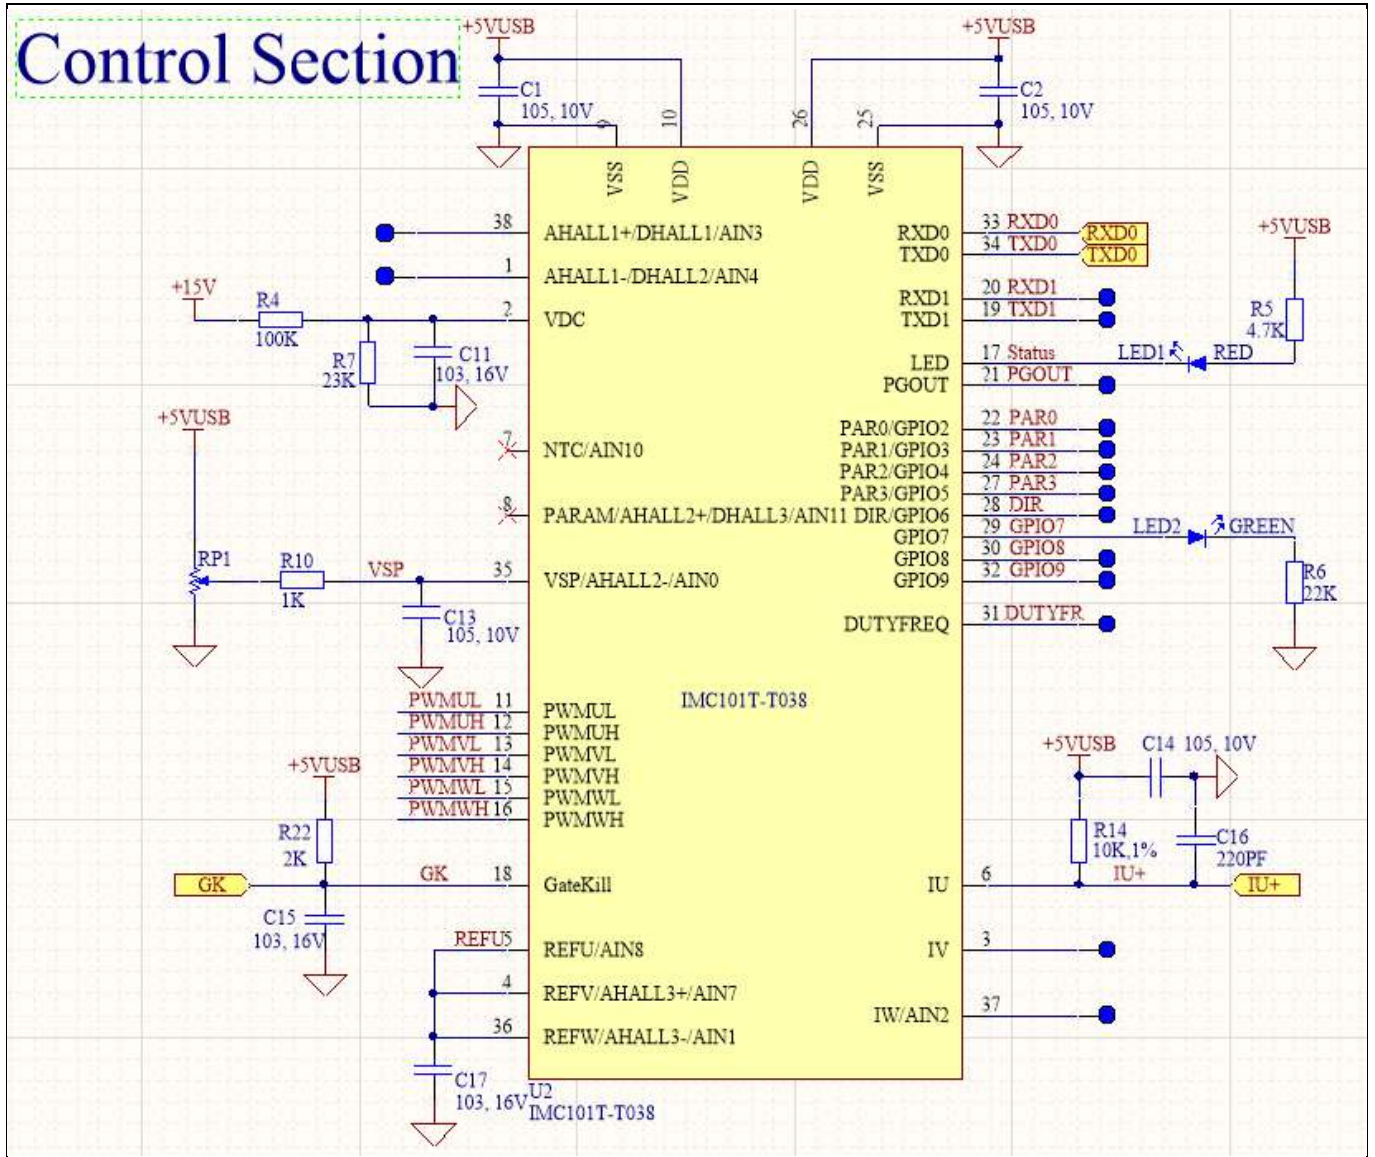 Control Section
+5VUSB
+5VUSB
C1
105, 10V
C2
105, 10V
9
10
26
25
VSS
VDD
VDD
VSS
38
AHALL1+/DHALL1/AIN3
1
AHALL1-/DHALL2/AIN4
+15V
R4
100K
2
VDC
R7
23K
C11
103, 16V
+5VUSB
7
NTC/AIN10
8
PARAM/AHALL2+/DHALL3/AIN11
RP1
R10
1K
VSP
35
VSP/AHALL2-/AIN0
C13
105, 10V
PWMUL 11
PWMUL
PWMUH 12
PWMUH
PWMVL 13
PWMVL
PWMVH 14
PWMVH
PWMWL 15
PWMWL
PWMWH 16
PWMWH
IMC101T-T038
+5VUSB
R22
2K
GK
GK
18
GateKill
C15
103, 16V
REFU
5
REFU/AIN8
4
REFV/AHALL3+/AIN7
36
REFW/AHALL3-/AIN1
C17
103, 16V
U2
IMC101T-T038
RXD0
33 RXD0
RXD0
TXD0
34 TXD0
TXD0
RXD1
20 RXD1
TXD1
19 TXD1
+5VUSB
R5
4.7K
LED
17 Status
LED1
RED
PGOUT
21 PGOUT
PAR0/GPIO2
22 PAR0
PAR1/GPIO3
23 PAR1
PAR2/GPIO4
24 PAR2
PAR3/GPIO5
27 PAR3
DIR/GPIO6
28 DIR
GPIO7
29 GPIO7
LED2
GREEN
GPIO8
30 GPIO8
GPIO9
32 GPIO9
R6
22K
DUTYFREQ
31 DUTYFR
+5VUSB
C14 105, 10V
R14
10K,1%
C16
220PF
IU
6
IU+
IU+
IV
3
IW/AIN2
37